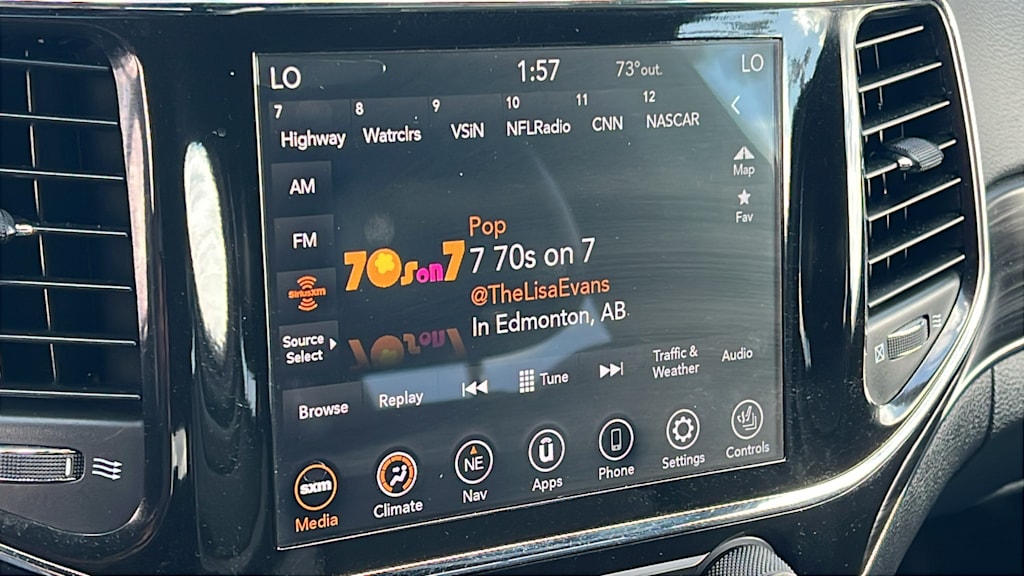 LO 1:57 73° out. LO
7 Highway 8 Watrclrs 9 VSiN 10 NFLRadio 11 CNN 12 NASCAR
AM
FM
siriusxm
Source
Select
70s on 7
Pop
7 70s on 7
@TheLisaEvans
In Edmonton, AB
Map
Fav
Browse Replay Tune Traffic &
Weather Audio
sxm
Media
Climate
NE
Nav
Apps
Phone
Settings
Controls